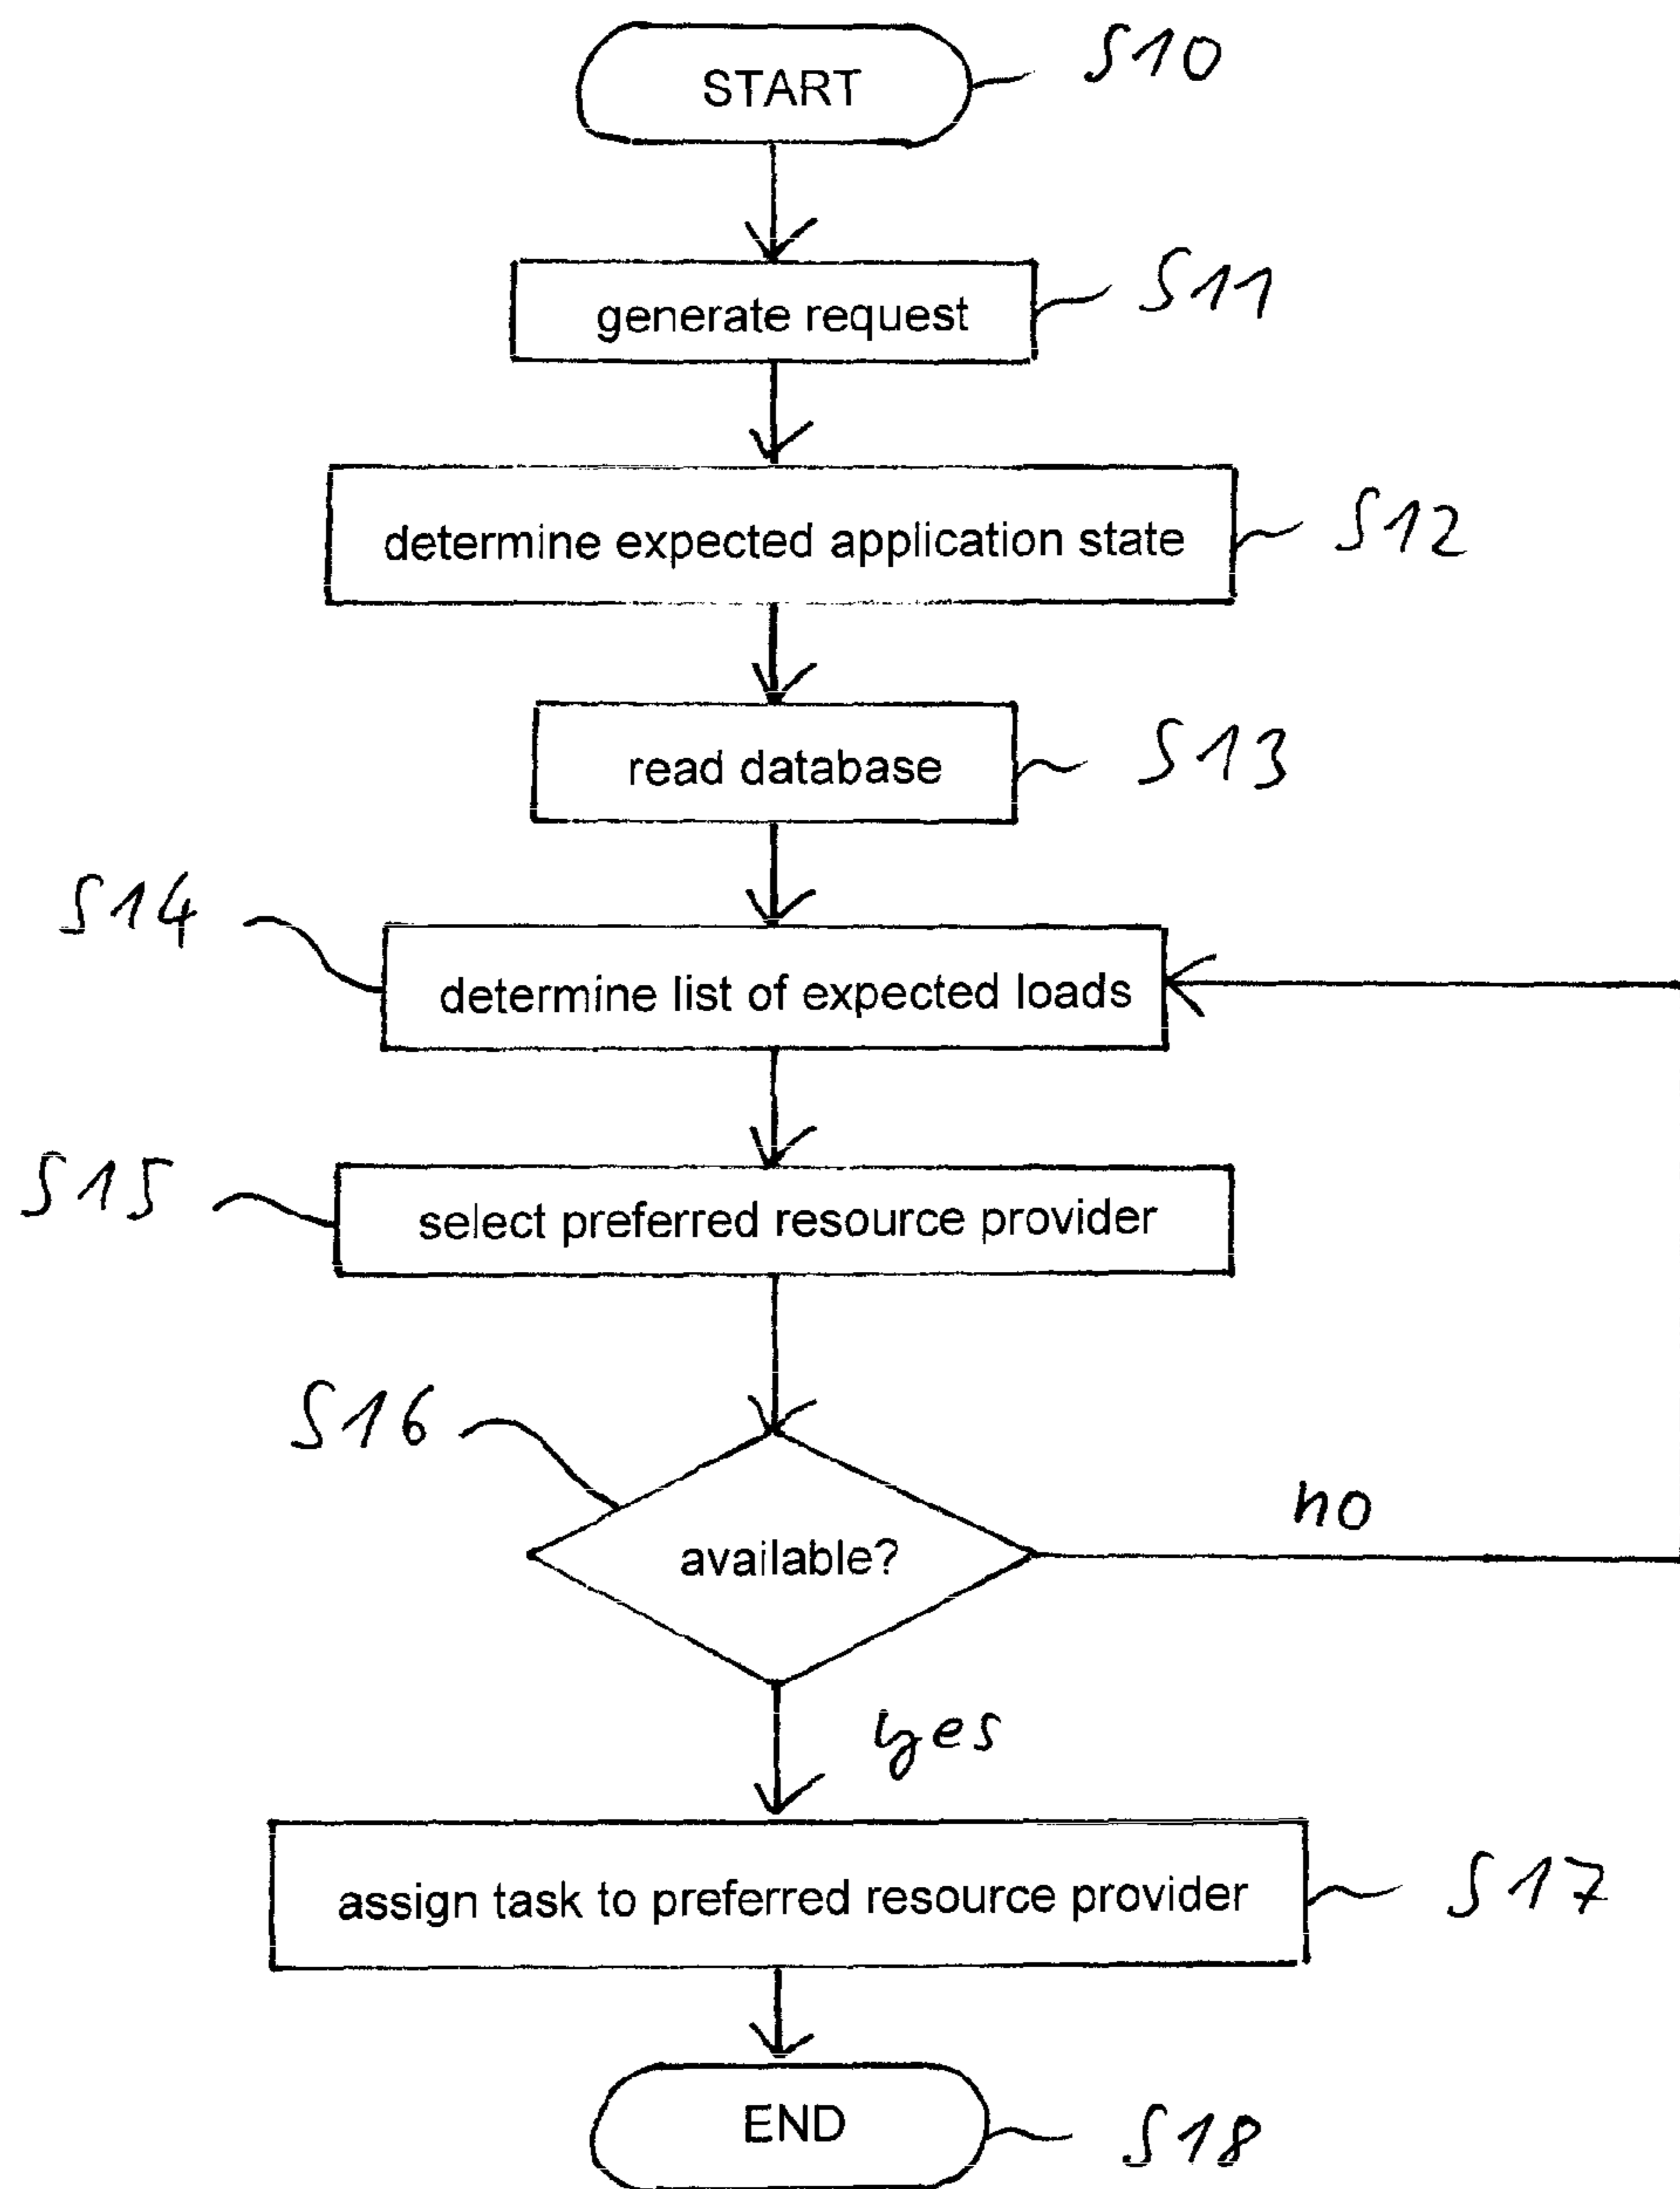 START S10
generate request S11
determine expected application state S12
read database S13
S14
determine list of expected loads
S15
select preferred resource provider
S16
available?
no
yes
assign task to preferred resource provider S17
END S18